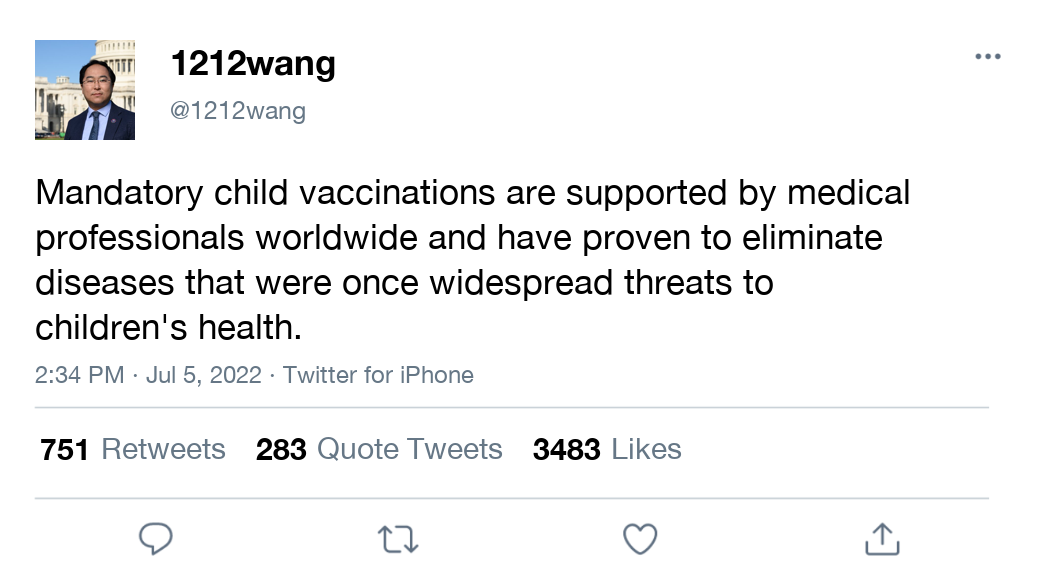 1212wang
@1212wang
Mandatory child vaccinations are supported by medical
professionals worldwide and have proven to eliminate
diseases that were once widespread threats to
children's health.
2:34 PM · Jul 5, 2022 · Twitter for iPhone
751 Retweets 283 Quote Tweets 3483 Likes